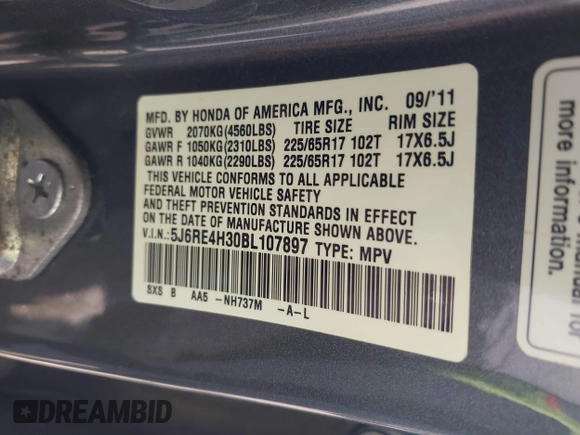 MFD. BY HONDA OF AMERICA MFG., INC. 09/'11
GVWR 2070KG(4560LBS) TIRE SIZE RIM SIZE
GAWR F 1050KG(2310LBS) 225/65R17 102T 17X6.5J
GAWR R 1040KG(2290LBS) 225/65R17 102T 17X6.5J
THIS VEHICLE CONFORMS TO ALL APPLICABLE
FEDERAL MOTOR VEHICLE SAFETY
AND THEFT PREVENTION STANDARDS IN EFFECT
ON THE DATE OF MANUFACTURE SHOWN ABOVE.
V.I.N.:5J6RE4H30BL107897 TYPE: MPV
SXS B AA5 -NH737M -A-L
DREAMBID